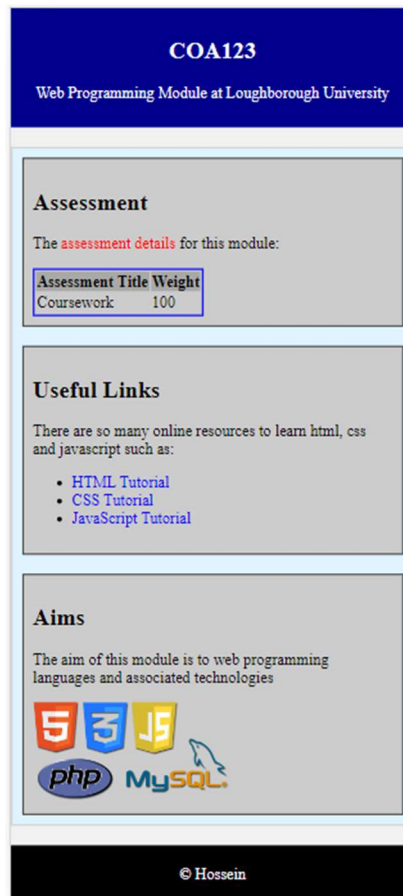 COA123
Web Programming Module at Loughborough University
Assessment
The assessment details for this module:
Assessment Title Weight
Coursework 100
Useful Links
There are so many online resources to learn html, css
and javascript such as:
• HTML Tutorial
• CSS Tutorial
• JavaScript Tutorial
Aims
The aim of this module is to web programming
languages and associated technologies
5 3 JS
php MySQL
© Hossein